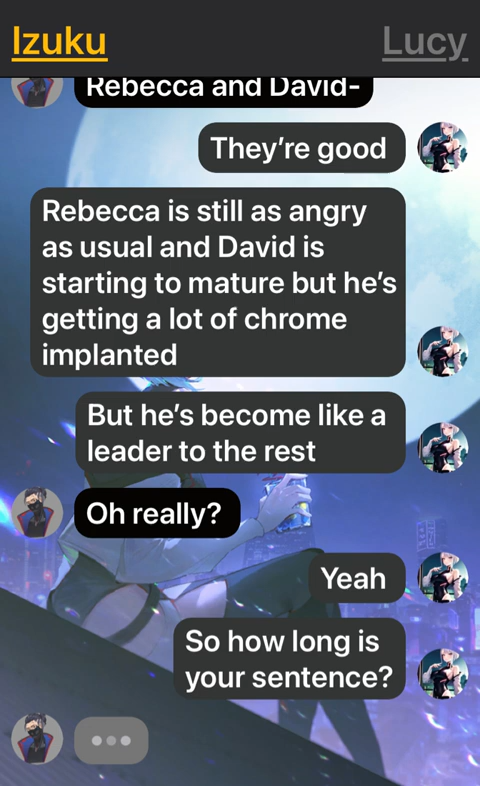 Izuku
Lucy
Rebecca and David-
They’re good
Rebecca is still as angry
as usual and David is
starting to mature but he’s
getting a lot of chrome
implanted
But he’s become like a
leader to the rest
Oh really?
Yeah
So how long is
your sentence?